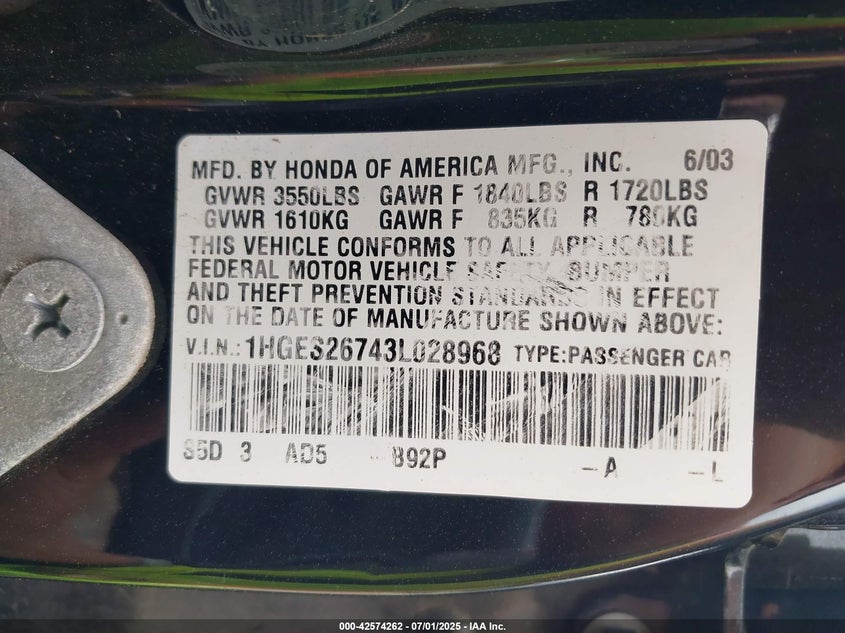 MFD. BY HONDA OF AMERICA MFG., INC. 6/03
GVWR 3550LBS GAWR F 1840LBS R 1720LBS
GVWR 1610KG GAWR F 835KG R 780KG
THIS VEHICLE CONFORMS TO ALL APPLICABLE
FEDERAL MOTOR VEHICLE SAFETY, BUMPER
AND THEFT PREVENTION STANDARDS IN EFFECT
ON THE DATE OF MANUFACTURE SHOWN ABOVE:
V.I.N.: 1HGES26743L028968 TYPE:PASSENGER CAR
S5D 3 AD5 B92P -A -L
000-42574262 / 07/01/2025 - IAA Inc.